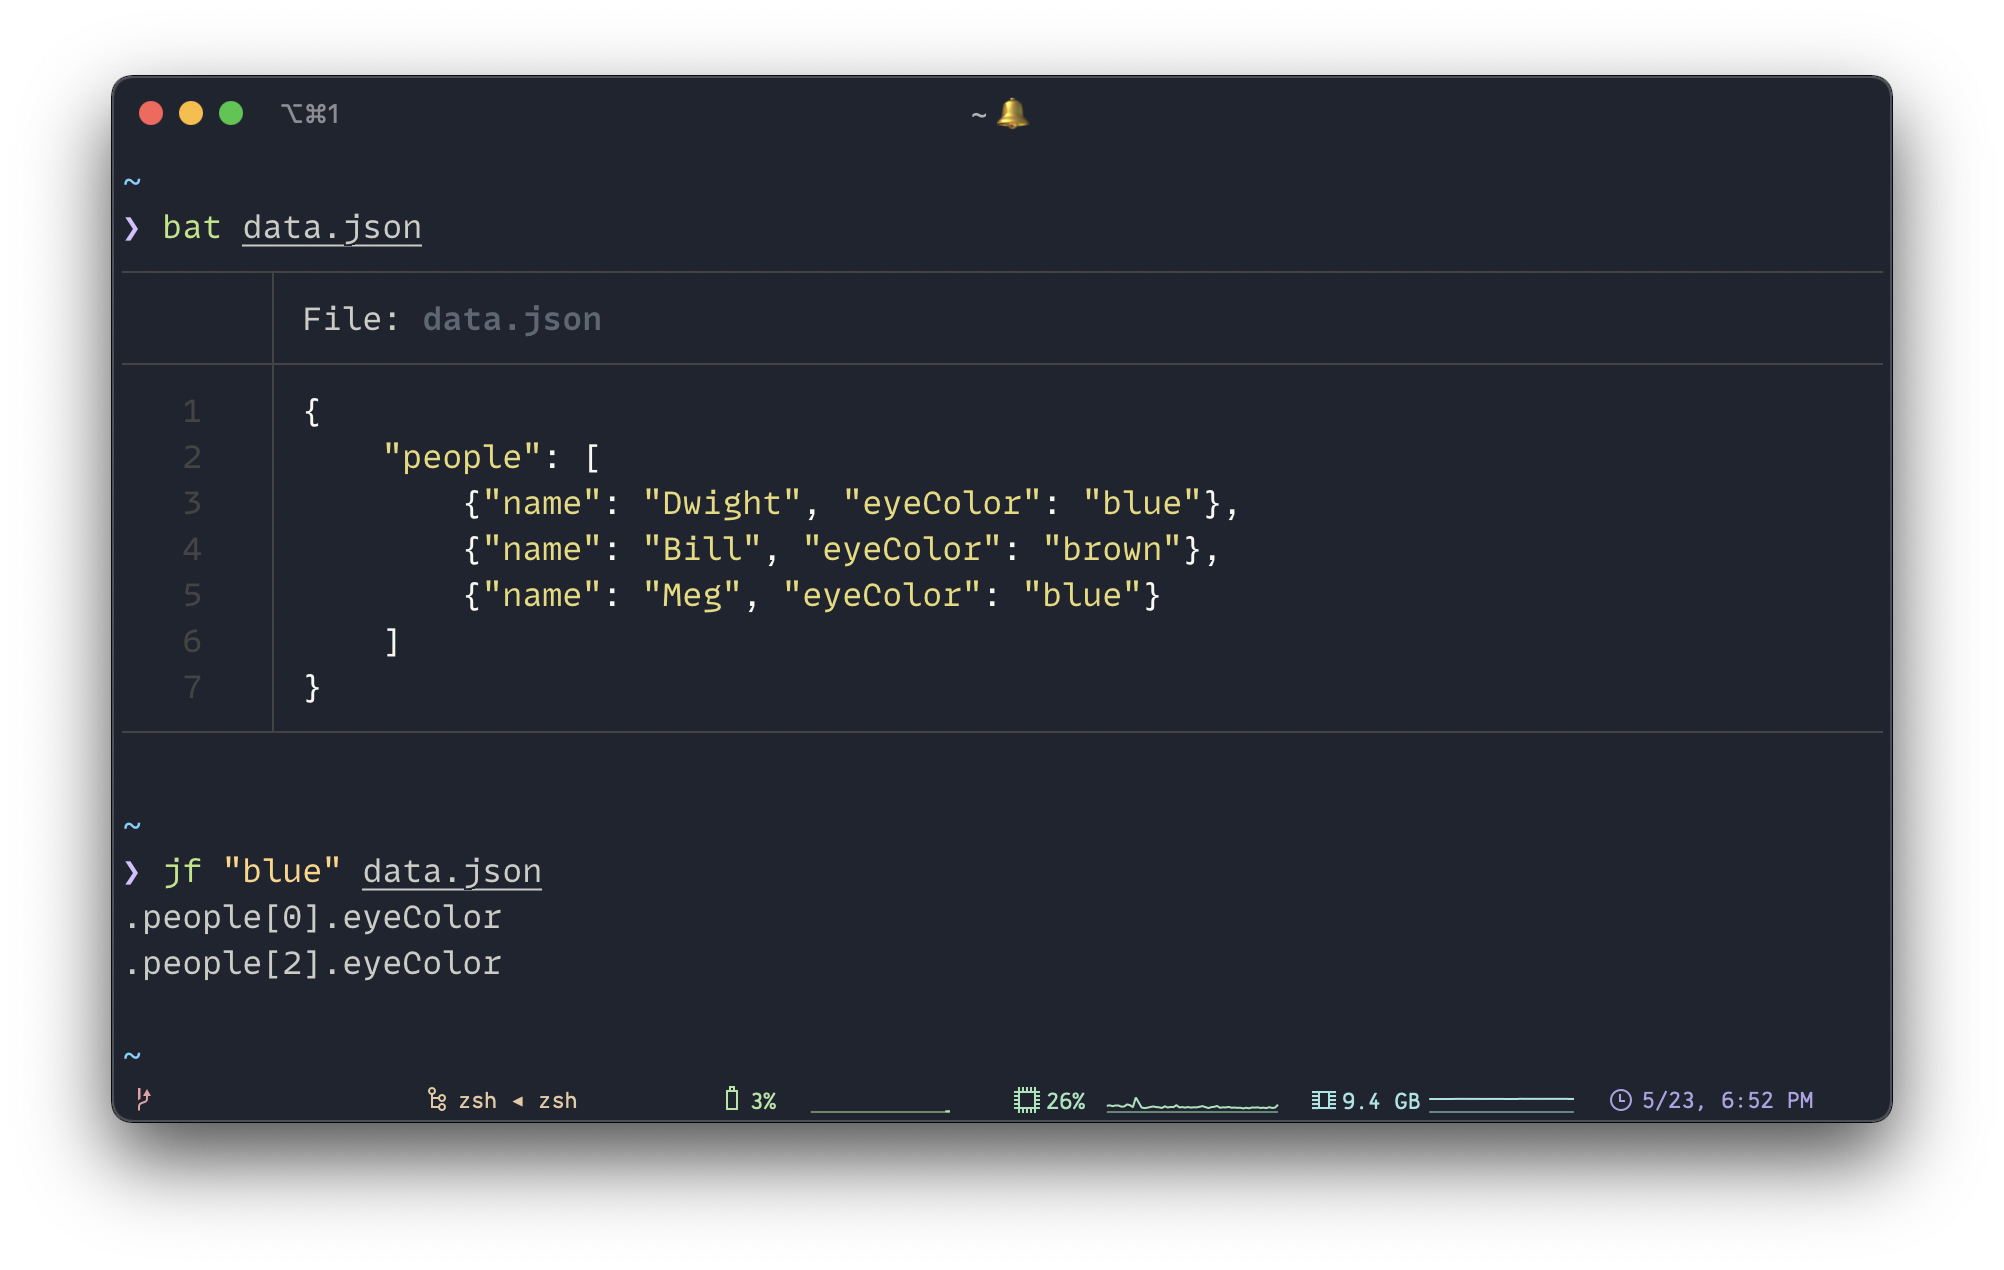 ⌥⌘1 ~ 🔔
~
❯ bat data.json
File: data.json
1 {
2     "people": [
3         {"name": "Dwight", "eyeColor": "blue"},
4         {"name": "Bill", "eyeColor": "brown"},
5         {"name": "Meg", "eyeColor": "blue"}
6     ]
7 }
~
❯ jf "blue" data.json
.people[0].eyeColor
.people[2].eyeColor
~
zsh ◂ zsh 3% 26% 9.4 GB 5/23, 6:52 PM